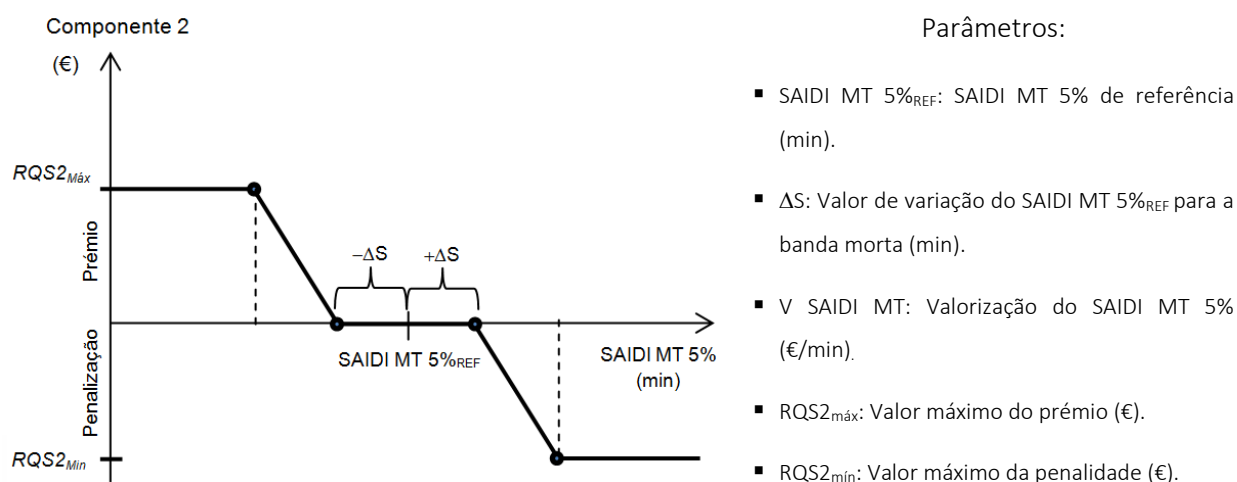 Componente 2
(€)
RQS2Máx
Prémio
−ΔS
+ΔS
SAIDI MT 5%REF
SAIDI MT 5%
(min)
Penalização
RQS2Min
Parâmetros:
▪ SAIDI MT 5%REF: SAIDI MT 5% de referência
(min).
▪ ΔS: Valor de variação do SAIDI MT 5%REF para a
banda morta (min).
▪ V SAIDI MT: Valorização do SAIDI MT 5%
(€/min).
▪ RQS2máx: Valor máximo do prémio (€).
▪ RQS2mín: Valor máximo da penalidade (€).